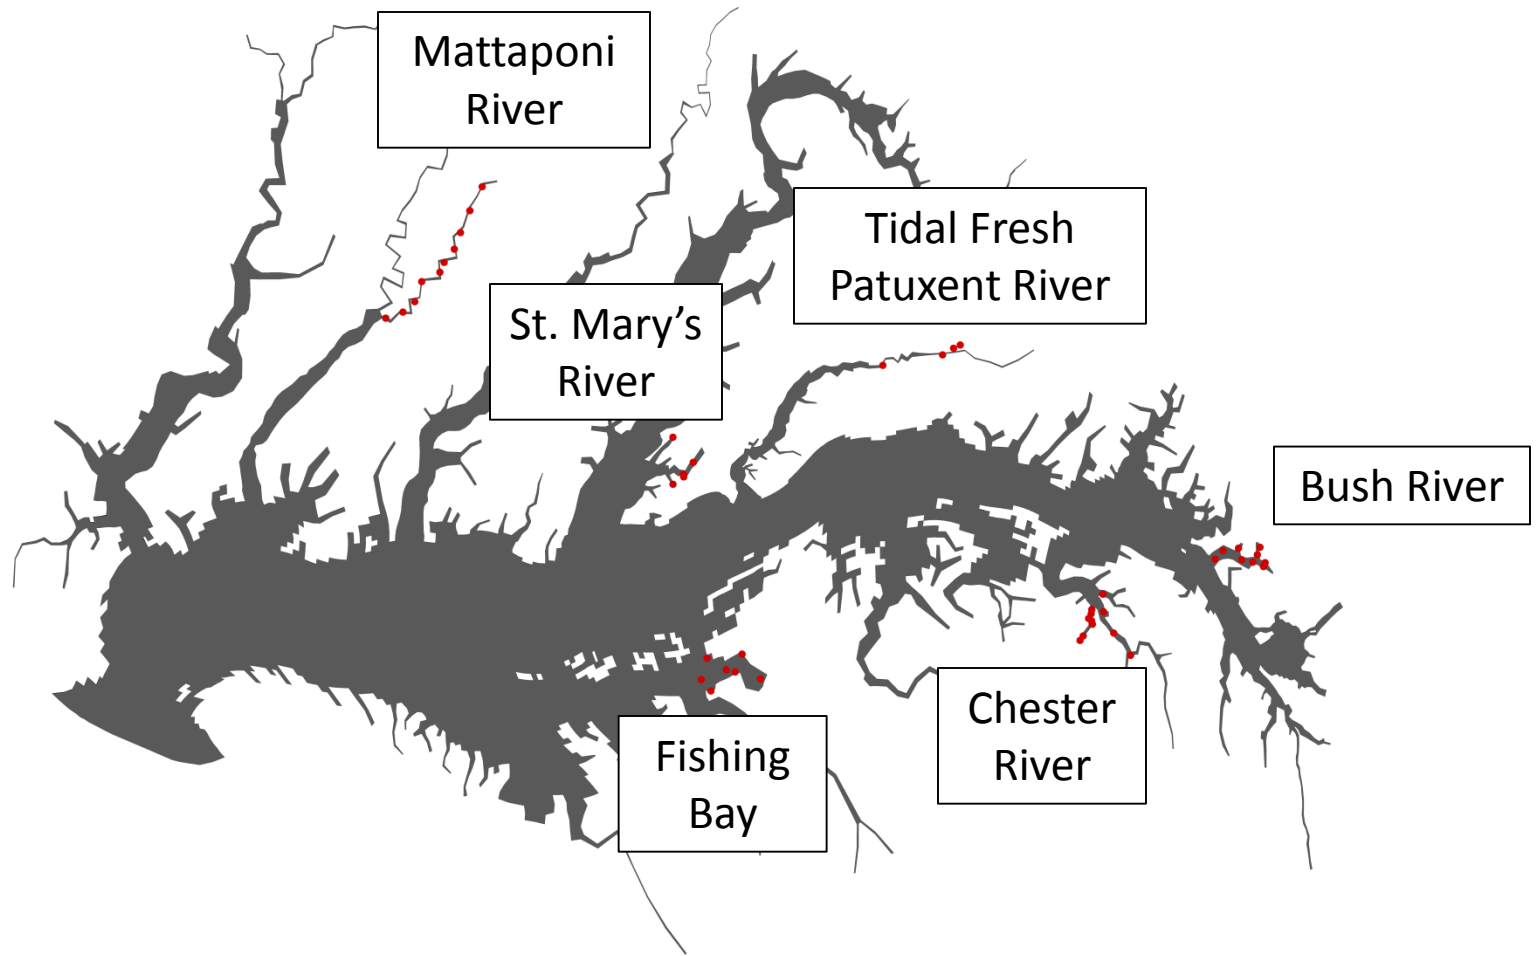 Mattaponi
River
Tidal Fresh
Patuxent River
St. Mary’s
River
Bush River
Chester
River
Fishing
Bay